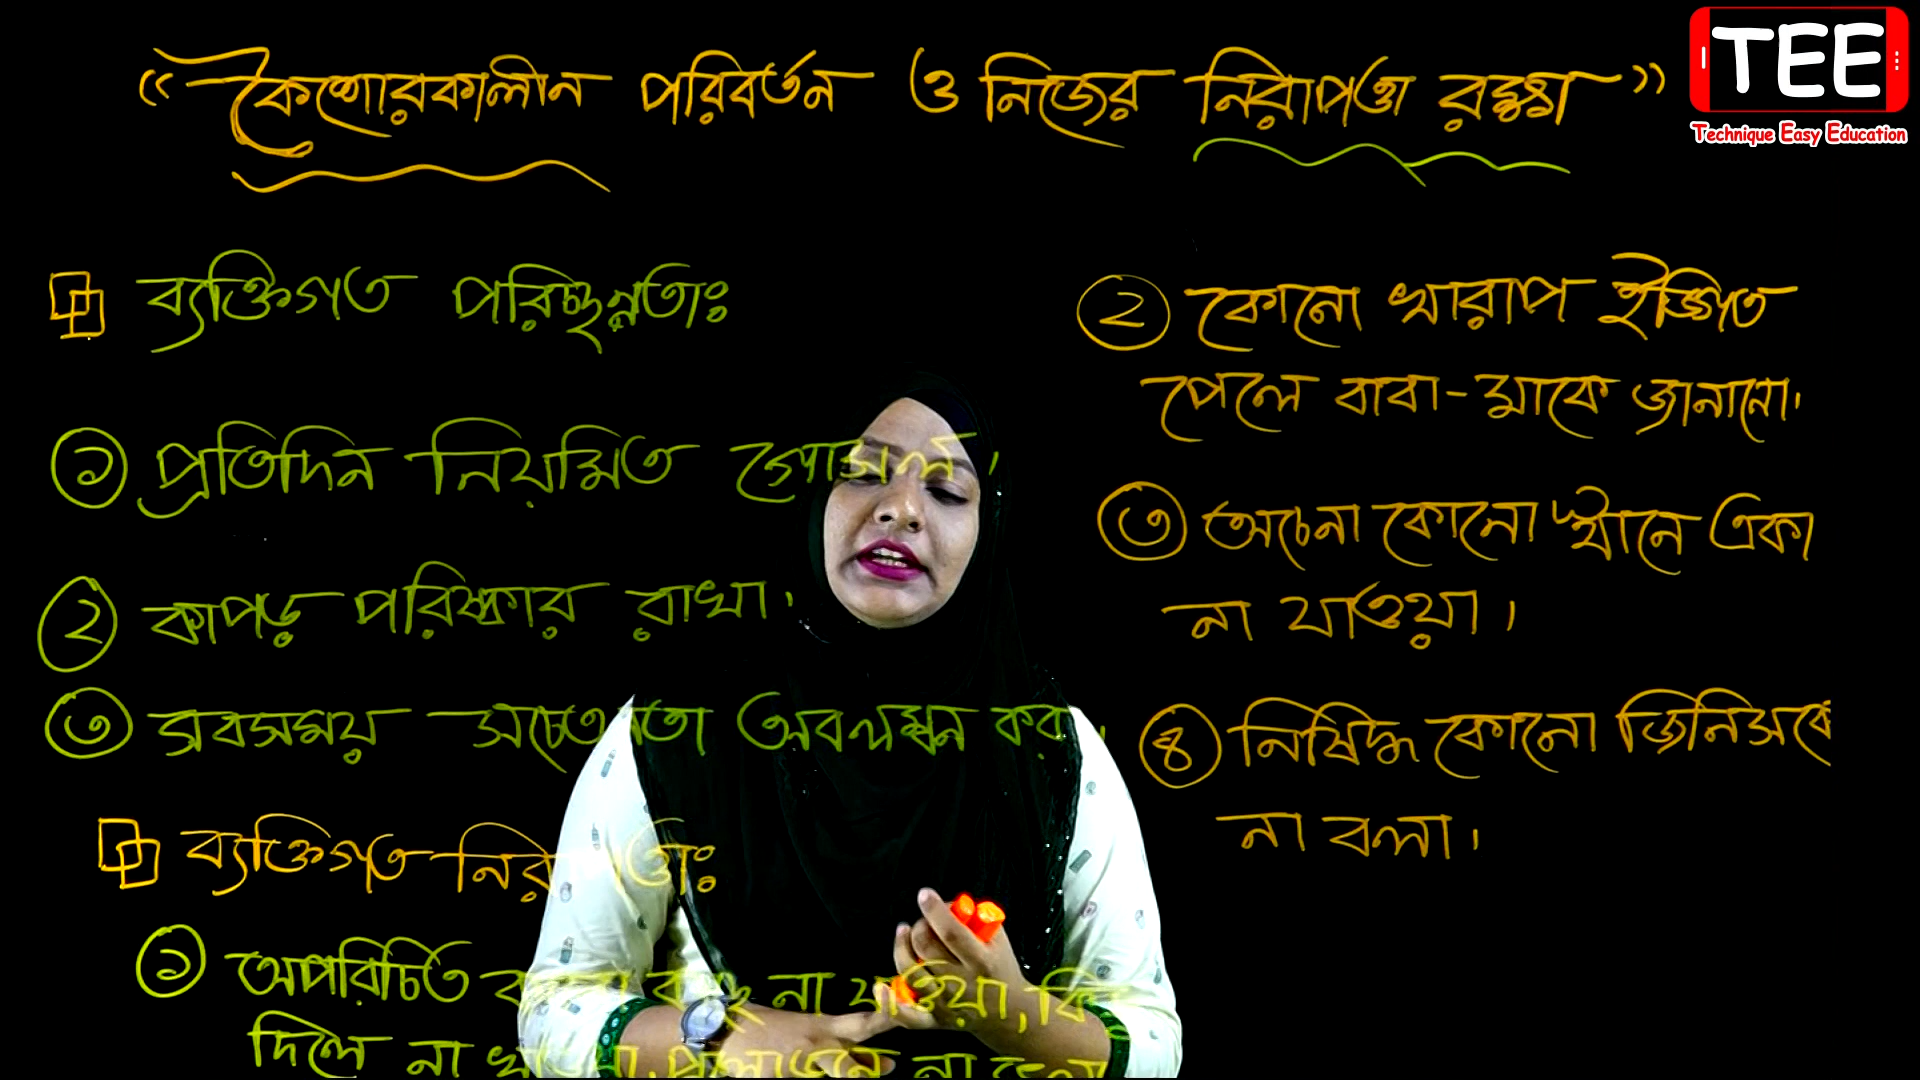 “কৈশোরকালীন পরিবর্তন ও নিজের নিরাপত্তা রক্ষা”
TEE
Technique Easy Education
ব্যক্তিগত পরিচ্ছন্নতাঃ
১ প্রতিদিন নিয়মিত গোসল।
২ কাপড় পরিষ্কার রাখা।
৩ সবসময় সচেতনতা অবলম্বন করা।
ব্যক্তিগত নিরাপত্তাঃ
১ অপরিচিত কারো কাছে না যাওয়া, কিছু
দিলে না খাওয়া,
২ কোনো খারাপ ইঙ্গিত
পেলে বাবা-মাকে জানানো।
৩ অচেনা কোনো স্থানে একা
না যাওয়া।
৪ নিষিদ্ধ কোনো জিনিসকে
না বলা।